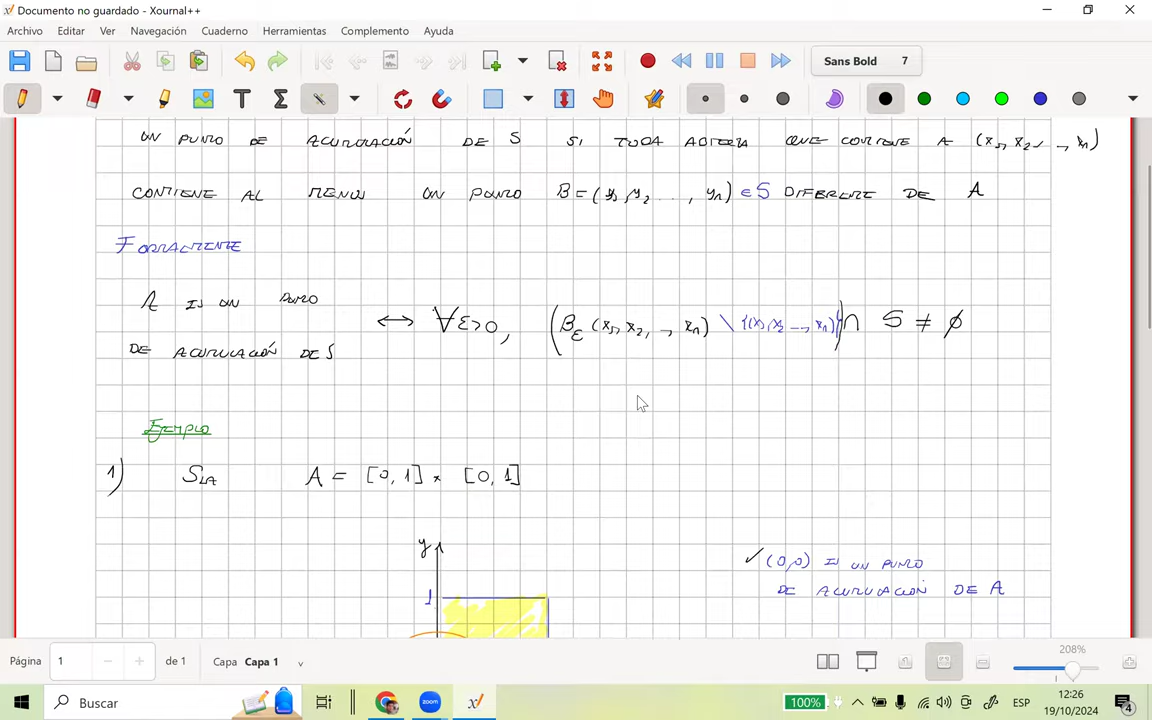 Documento no guardado - Xournal++
Archivo Editar Ver Navegación Cuaderno Herramientas Complemento Ayuda
Sans Bold 7
UN PUNTO DE ACUMULACIÓN DE S SI TODA ABIERTA QUE CONTIENE A (x₁, x₂, ..., xₙ)
CONTIENE AL MENOS UN PUNTO B = (y₁, y₂ ..., yₙ) ∈ S DIFERENTE DE A
FORMALMENTE
A ES UN PUNTO
DE ACUMULACIÓN DE S ↔ ∀ε>0, (Bε (x₁, x₂, ..., xₙ) \ {(x₁, x₂ ..., xₙ)}) ∩ S ≠ ∅
EJEMPLO
1) SEA A = [0, 1] × [0, 1]
y
1
✓ (0,0) ES UN PUNTO
DE ACUMULACIÓN DE A
Página 1 de 1 Capa Capa 1 208%
Buscar
zoom
100%
ESP
12:26
19/10/2024
4